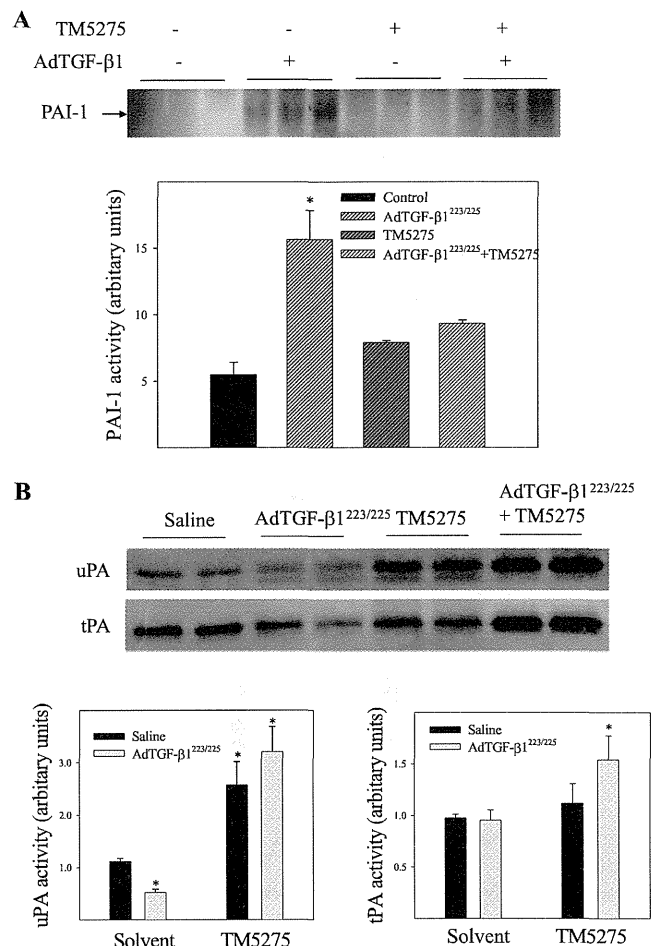 A
TM5275 - - + +
AdTGF-β1 - + - +
PAI-1
PAI-1 activity (arbitary units)
15
10
5
*
Control
AdTGF-β1223/225
TM5275
AdTGF-β1223/225+TM5275
B
Saline AdTGF-β1223/225 TM5275 AdTGF-β1223/225
+ TM5275
uPA
tPA
uPA activity (arbitary units)
3.0
2.0
1.0
Saline
AdTGF-β1223/225
*
*
*
Solvent TM5275
tPA activity (arbitary units)
1.5
1.0
0.5
Saline
AdTGF-β1223/225
*
Solvent TM5275